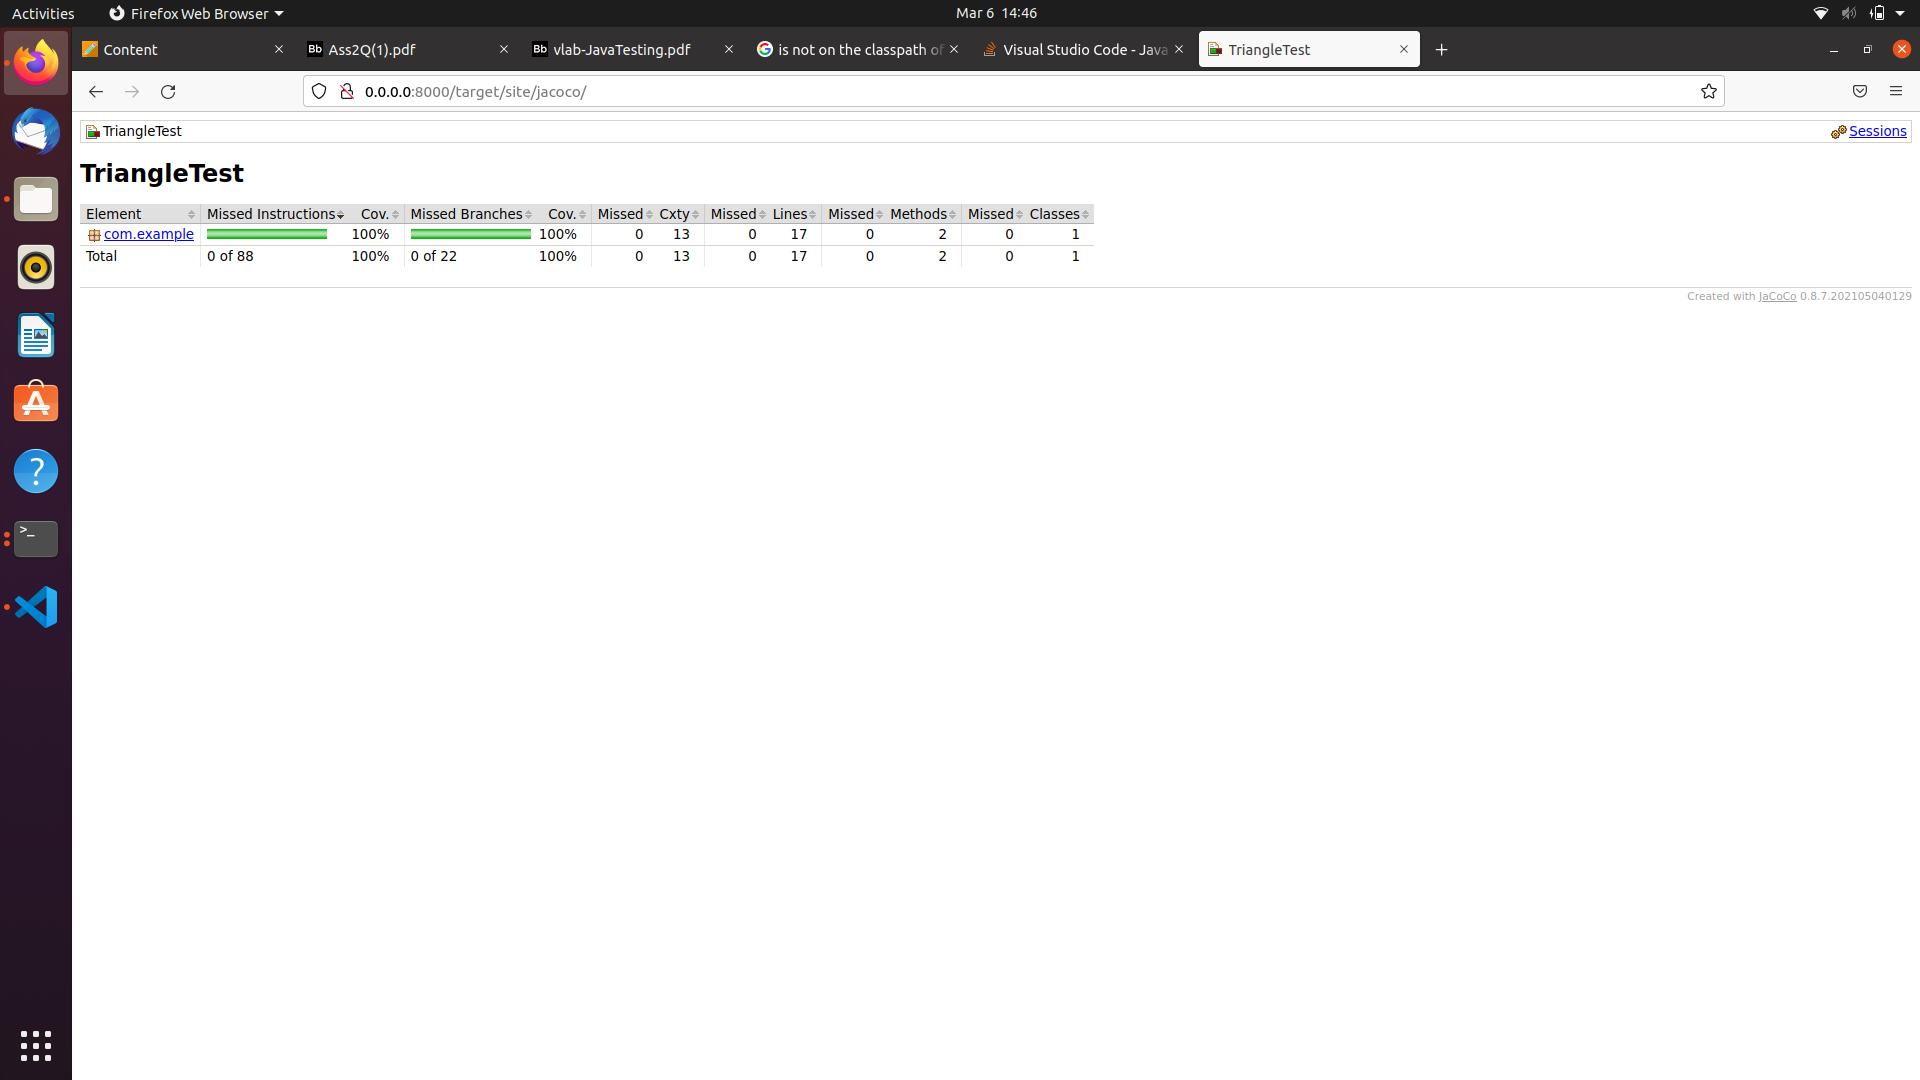 Activities Firefox Web Browser Mar 6 14:46
Content Ass2Q(1).pdf vlab-JavaTesting.pdf is not on the classpath of Visual Studio Code - Java TriangleTest
0.0.0.0:8000/target/site/jacoco/
TriangleTest Sessions
TriangleTest
Element Missed Instructions Cov. Missed Branches Cov. Missed Cxty Missed Lines Missed Methods Missed Classes
com.example 100% 100% 0 13 0 17 0 2 0 1
Total 0 of 88 100% 0 of 22 100% 0 13 0 17 0 2 0 1
Created with JaCoCo 0.8.7.202105040129